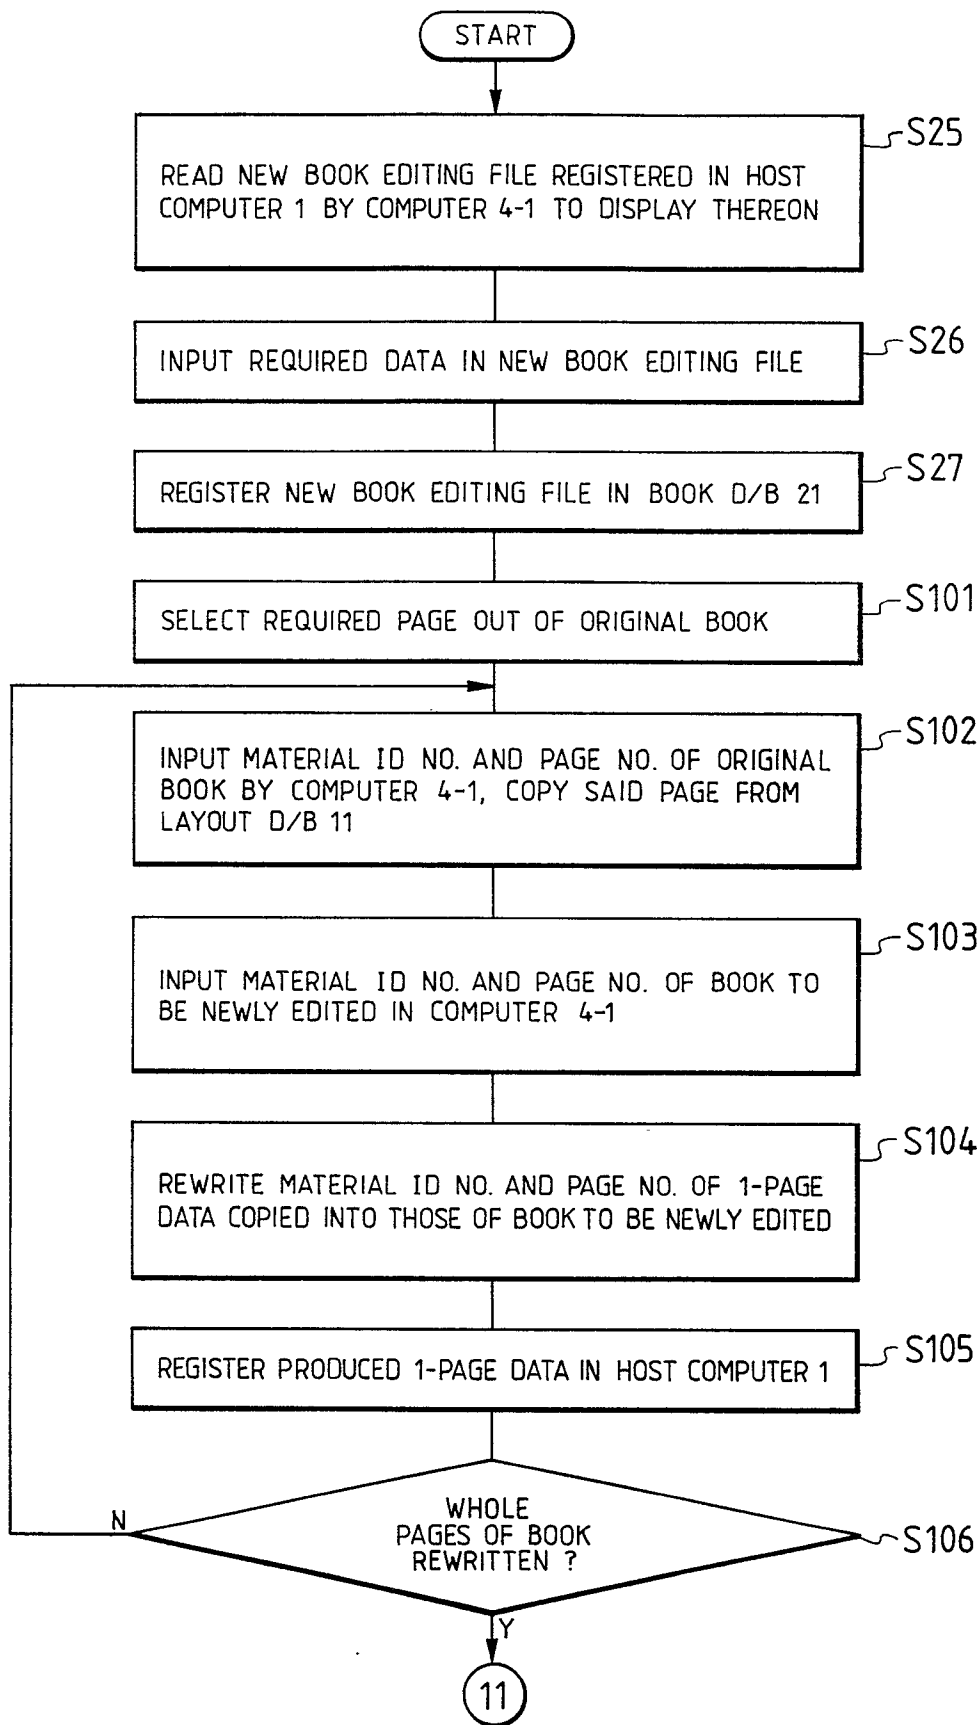 START
S25
READ NEW BOOK EDITING FILE REGISTERED IN HOST
COMPUTER 1 BY COMPUTER 4-1 TO DISPLAY THEREON
S26
INPUT REQUIRED DATA IN NEW BOOK EDITING FILE
S27
REGISTER NEW BOOK EDITING FILE IN BOOK D/B 21
S101
SELECT REQUIRED PAGE OUT OF ORIGINAL BOOK
S102
INPUT MATERIAL ID NO. AND PAGE NO. OF ORIGINAL
BOOK BY COMPUTER 4-1, COPY SAID PAGE FROM
LAYOUT D/B 11
S103
INPUT MATERIAL ID NO. AND PAGE NO. OF BOOK TO
BE NEWLY EDITED IN COMPUTER 4-1
S104
REWRITE MATERIAL ID NO. AND PAGE NO. OF 1-PAGE
DATA COPIED INTO THOSE OF BOOK TO BE NEWLY EDITED
S105
REGISTER PRODUCED 1-PAGE DATA IN HOST COMPUTER 1
N
WHOLE
PAGES OF BOOK
REWRITTEN ?
S106
Y
11